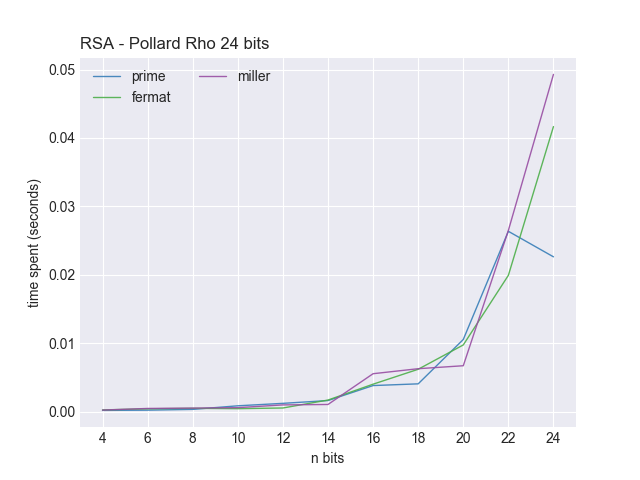 RSA - Pollard Rho 24 bits
prime
fermat
miller
0.05
0.04
0.03
0.02
0.01
0.00
time spent (seconds)
4 6 8 10 12 14 16 18 20 22 24
n bits